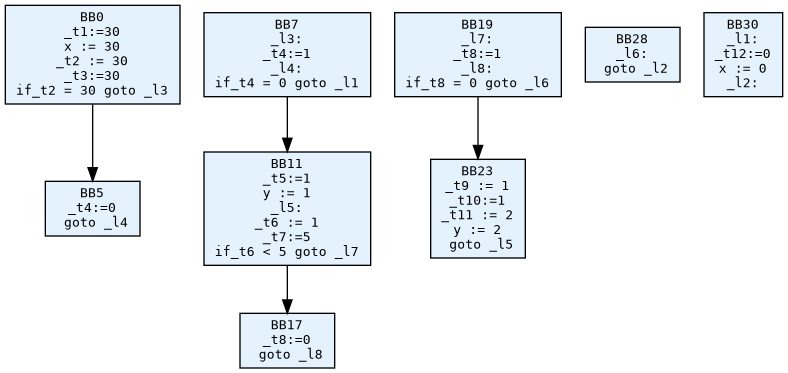 BB0
_t1:=30
x := 30
_t2 := 30
_t3:=30
if_t2 = 30 goto _l3
BB5
_t4:=0
goto _l4
BB7
_l3:
_t4:=1
_l4:
if_t4 = 0 goto _l1
BB11
_t5:=1
y := 1
_l5:
_t6 := 1
_t7:=5
if_t6 < 5 goto _l7
BB17
_t8:=0
goto _l8
BB19
_l7:
_t8:=1
_l8:
if_t8 = 0 goto _l6
BB23
_t9 := 1
_t10:=1
_t11 := 2
y := 2
goto _l5
BB28
_l6:
goto _l2
BB30
_l1:
_t12:=0
x := 0
_l2: